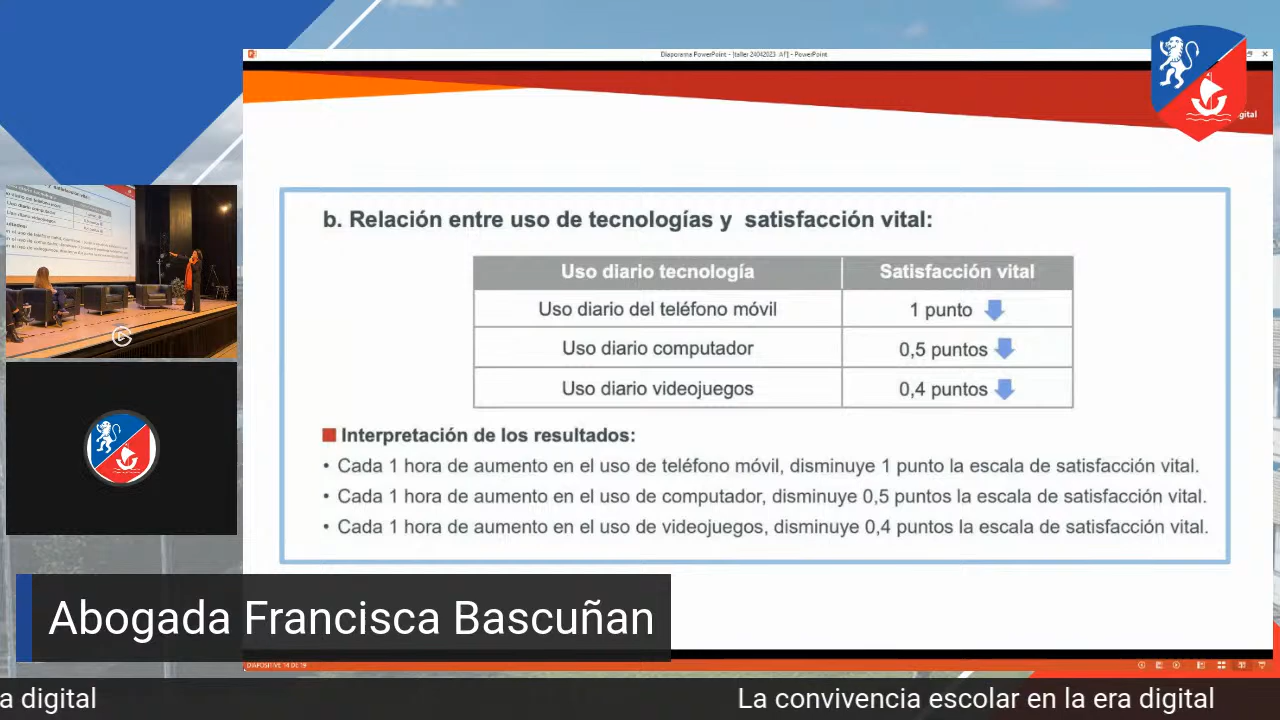 Diaporama PowerPoint - [taller 24042023 AF] - PowerPoint
gital
b. Relación entre uso de tecnologías y satisfacción vital:
Uso diario tecnología
Satisfacción vital
Uso diario del teléfono móvil
1 punto
Uso diario computador
0,5 puntos
Uso diario videojuegos
0,4 puntos
Interpretación de los resultados:
• Cada 1 hora de aumento en el uso de teléfono móvil, disminuye 1 punto la escala de satisfacción vital.
• Cada 1 hora de aumento en el uso de computador, disminuye 0,5 puntos la escala de satisfacción vital.
• Cada 1 hora de aumento en el uso de videojuegos, disminuye 0,4 puntos la escala de satisfacción vital.
Abogada Francisca Bascuñan
DIAPOSITIVE 14 DE 19
a digital
La convivencia escolar en la era digital